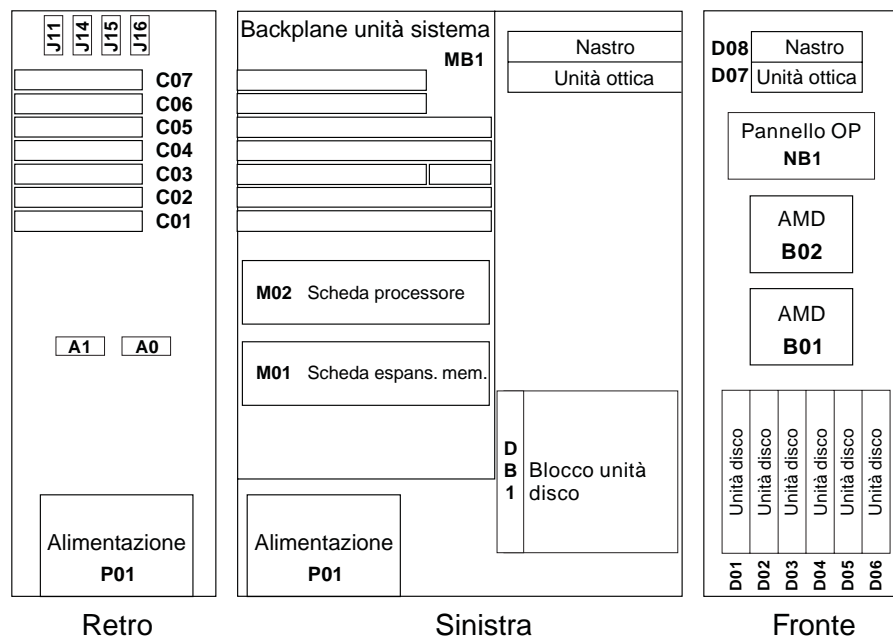 J11
J14
J15
J16
C07
C06
C05
C04
C03
C02
C01
A1
A0
Alimentazione
P01
Retro
Backplane unità sistema
MB1
Nastro
Unità ottica
M02 Scheda processore
M01 Scheda espans. mem.
D
B
1
Blocco unità
disco
Alimentazione
P01
Sinistra
D08 Nastro
D07 Unità ottica
Pannello OP
NB1
AMD
B02
AMD
B01
Unità disco
Unità disco
Unità disco
Unità disco
Unità disco
Unità disco
D01
D02
D03
D04
D05
D06
Fronte